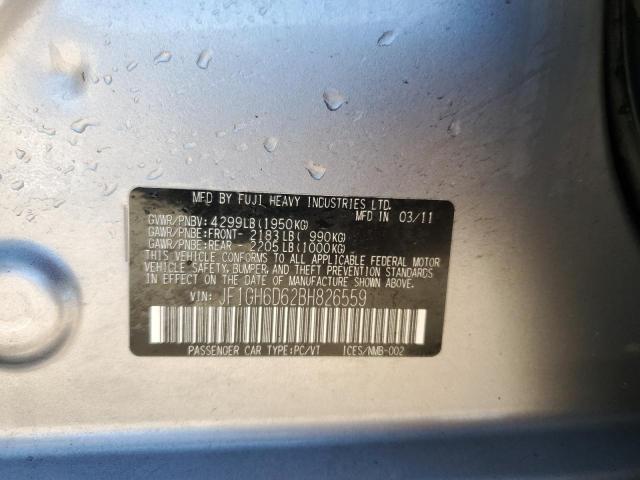 MFD BY FUJI HEAVY INDUSTRIES LTD.
GVWR/PNBV: 4299LB(1950KG) MFD IN 03/11
GAWR/PNBE:FRONT- 2183LB( 990KG)
GAWR/PNBE:REAR - 2205LB(1000KG)
THIS VEHICLE CONFORMS TO ALL APPLICABLE FEDERAL MOTOR
VEHICLE SAFETY, BUMPER, AND THEFT PREVENTION STANDARDS
IN EFFECT ON THE DATE OF MANUFACTURE SHOWN ABOVE.
VIN: JF1GH6D62BH826559
PASSENGER CAR TYPE:PC/VT ICES/NMB-002